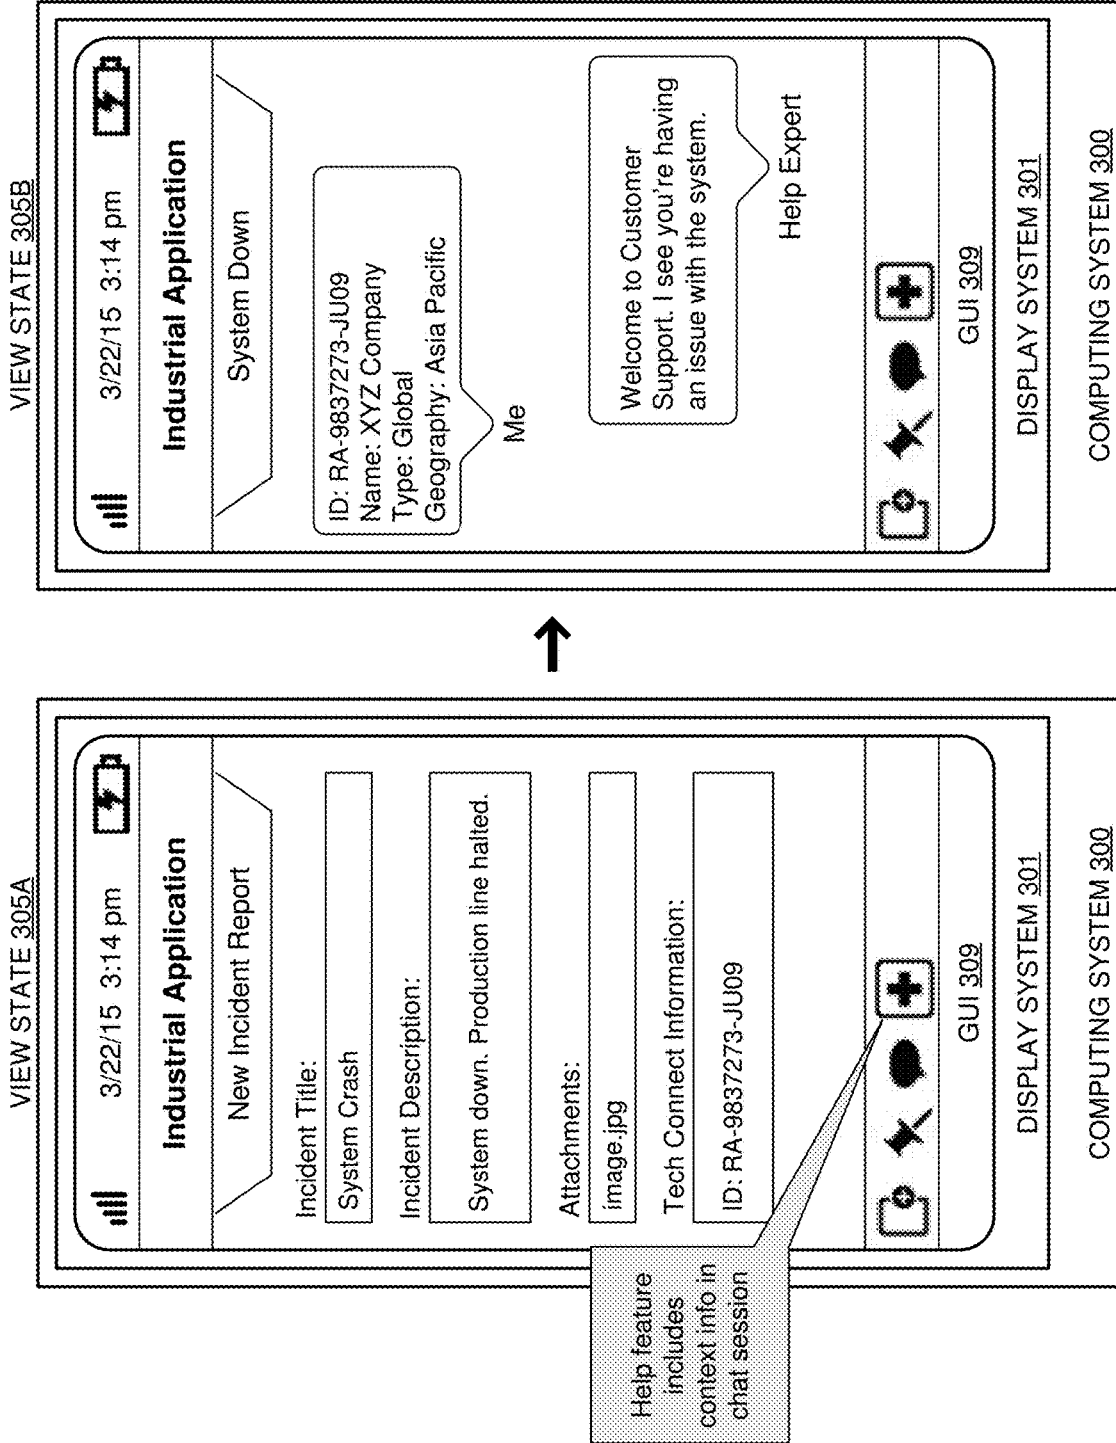 VIEW STATE 305A
3/22/15 3:14 pm
Industrial Application
New Incident Report
Incident Title:
System Crash
Incident Description:
System down. Production line halted.
Attachments:
image.jpg
Tech Connect Information:
ID: RA-9837273-JU09
Help feature
includes
context info in
chat session
GUI 309
DISPLAY SYSTEM 301
COMPUTING SYSTEM 300
VIEW STATE 305B
3/22/15 3:14 pm
Industrial Application
System Down
ID: RA-9837273-JU09
Name: XYZ Company
Type: Global
Geography: Asia Pacific
Me
Welcome to Customer
Support. I see you're having
an issue with the system.
Help Expert
GUI 309
DISPLAY SYSTEM 301
COMPUTING SYSTEM 300